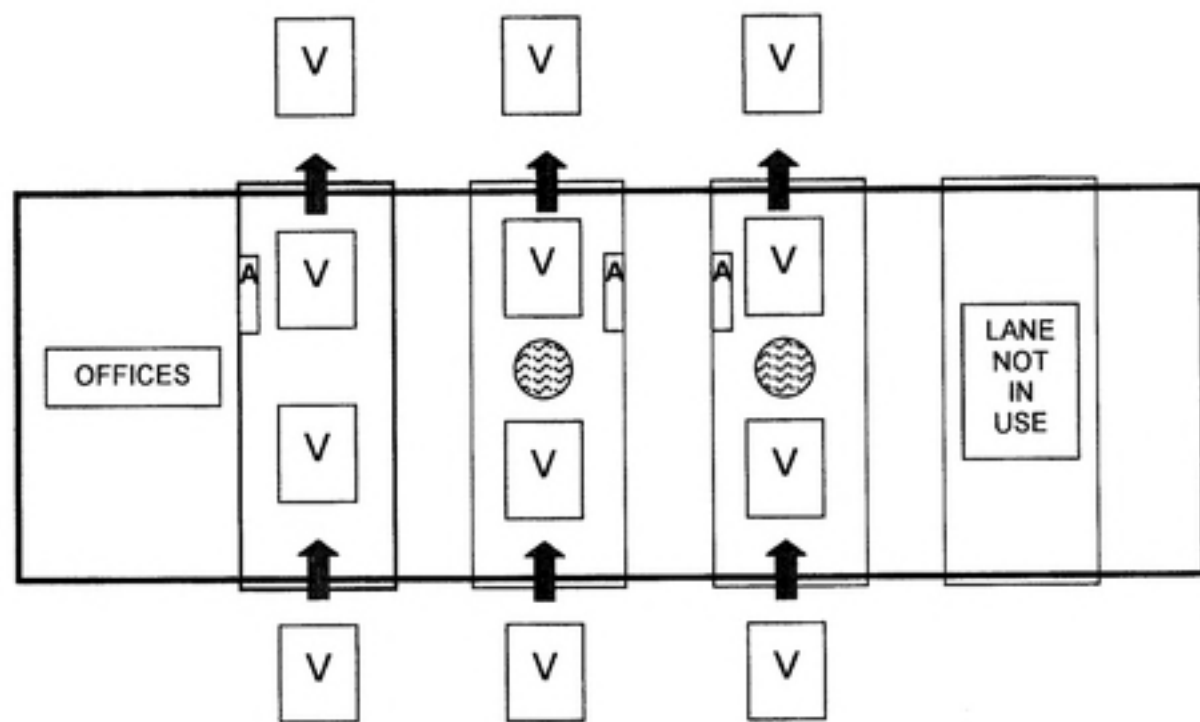 V V V
V V V
A A A
OFFICES
LANE
NOT
IN
USE
V V V
V V V